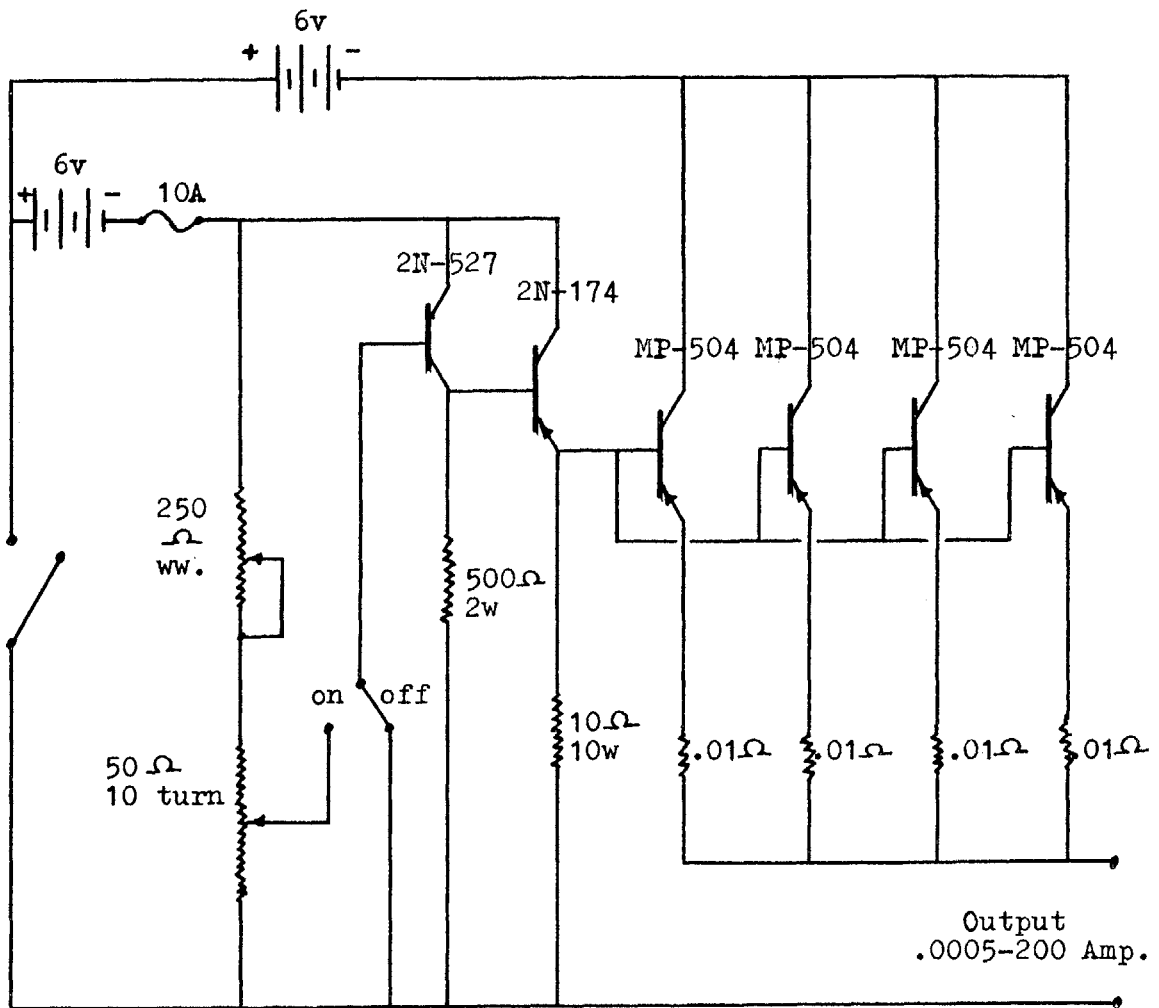 6v
+ -
6v
+ -
10A
2N-527
2N-174
MP-504 MP-504 MP-504 MP-504
250
Ω
ww.
500Ω
2w
on off
10Ω
10w
.01Ω .01Ω .01Ω .01Ω
50Ω
10 turn
Output
.0005-200 Amp.